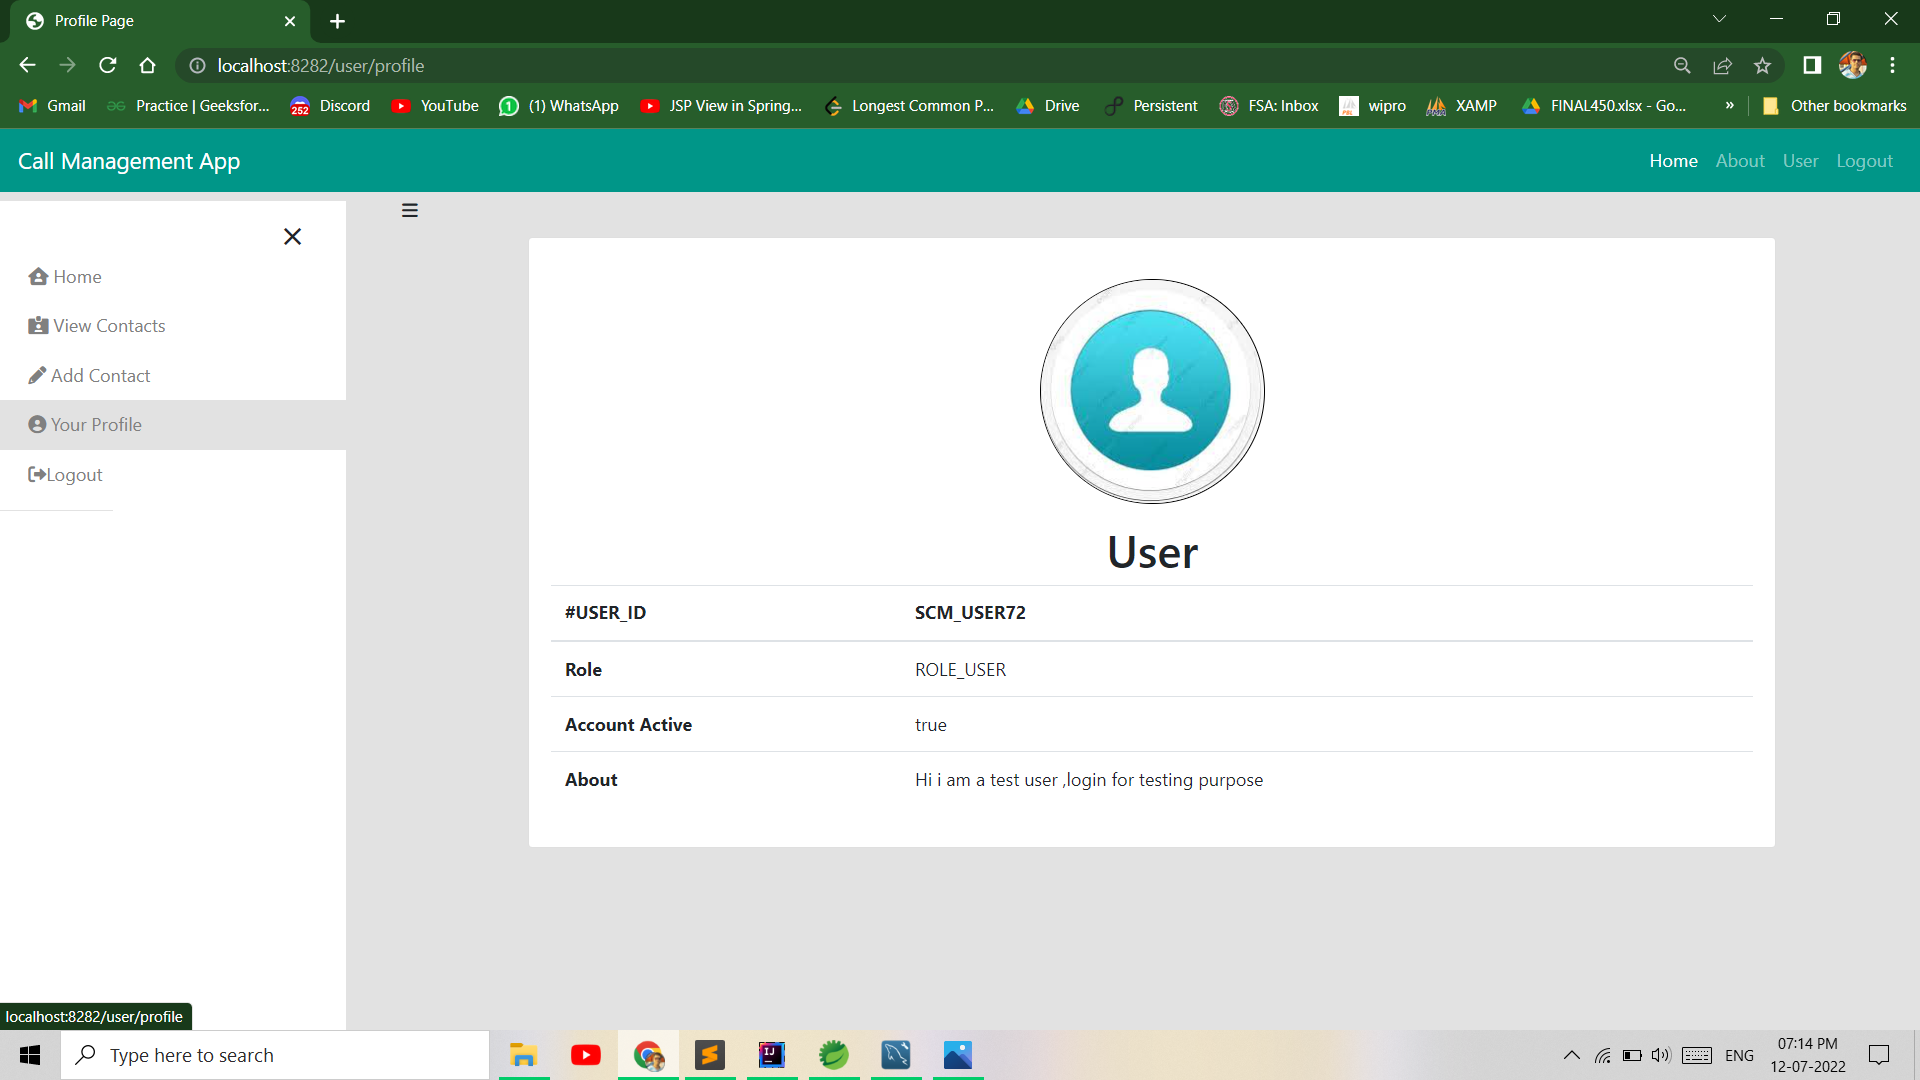 Profile Page
localhost:8282/user/profile
Gmail
Practice | Geeksfor...
252
Discord
YouTube
1
(1) WhatsApp
JSP View in Spring...
Longest Common P...
Drive
Persistent
FSA: Inbox
wipro
XAMP
FINAL450.xlsx - Go...
»
Other bookmarks
Call Management App
Home
About
User
Logout
Home
View Contacts
Add Contact
Your Profile
Logout
User
#USER_ID SCM_USER72
Role ROLE_USER
Account Active true
About Hi i am a test user ,login for testing purpose
localhost:8282/user/profile
Type here to search
IJ
ENG
07:14 PM
12-07-2022